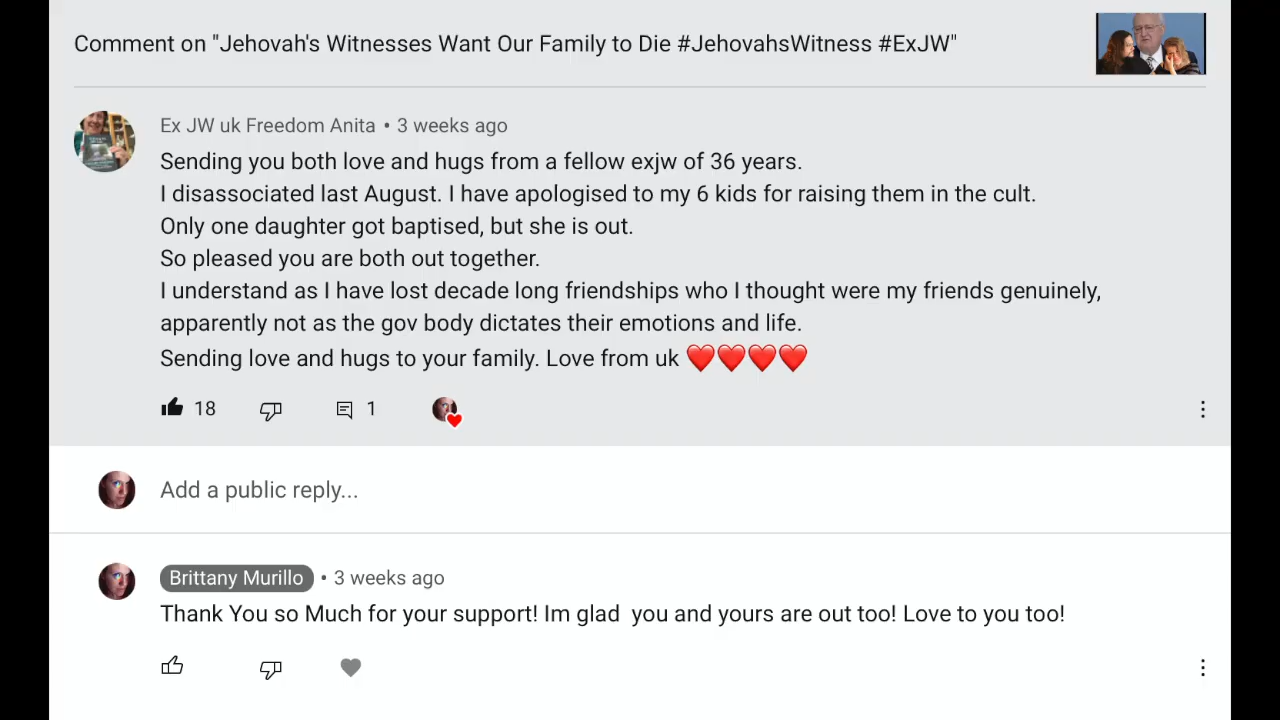 Comment on "Jehovah's Witnesses Want Our Family to Die #JehovahsWitness #ExJW"
Ex JW uk Freedom Anita • 3 weeks ago
Sending you both love and hugs from a fellow exjw of 36 years.
I disassociated last August. I have apologised to my 6 kids for raising them in the cult.
Only one daughter got baptised, but she is out.
So pleased you are both out together.
I understand as I have lost decade long friendships who I thought were my friends genuinely,
apparently not as the gov body dictates their emotions and life.
Sending love and hugs to your family. Love from uk ❤️❤️❤️❤️
18 1
Add a public reply...
Brittany Murillo • 3 weeks ago
Thank You so Much for your support! Im glad  you and yours are out too! Love to you too!